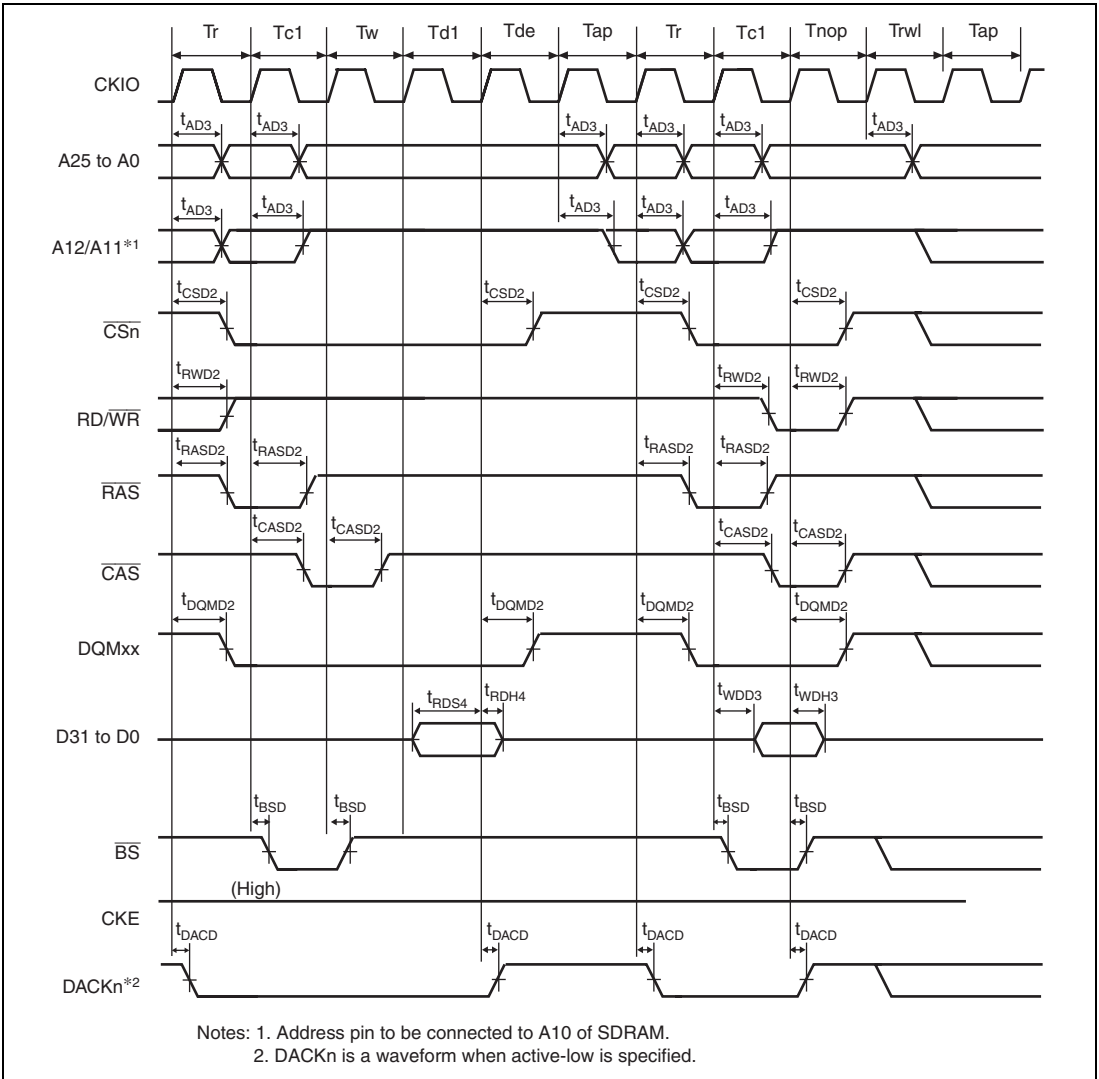 Tr Tc1 Tw Td1 Tde Tap Tr Tc1 Tnop Trwl Tap
CKIO
tAD3 tAD3 tAD3 tAD3 tAD3 tAD3
A25 to A0
tAD3 tAD3 tAD3 tAD3 tAD3
A12/A11*1
tCSD2 tCSD2 tCSD2 tCSD2
CSn
tRWD2 tRWD2 tRWD2
RD/WR
tRASD2 tRASD2 tRASD2 tRASD2
RAS
tCASD2 tCASD2 tCASD2 tCASD2
CAS
tDQMD2 tDQMD2 tDQMD2 tDQMD2
DQMxx
tRDS4 tRDH4 tWDD3 tWDH3
D31 to D0
tBSD tBSD tBSD tBSD
BS
(High)
CKE
tDACD tDACD tDACD tDACD
DACKn*2
Notes: 1. Address pin to be connected to A10 of SDRAM.
2. DACKn is a waveform when active-low is specified.